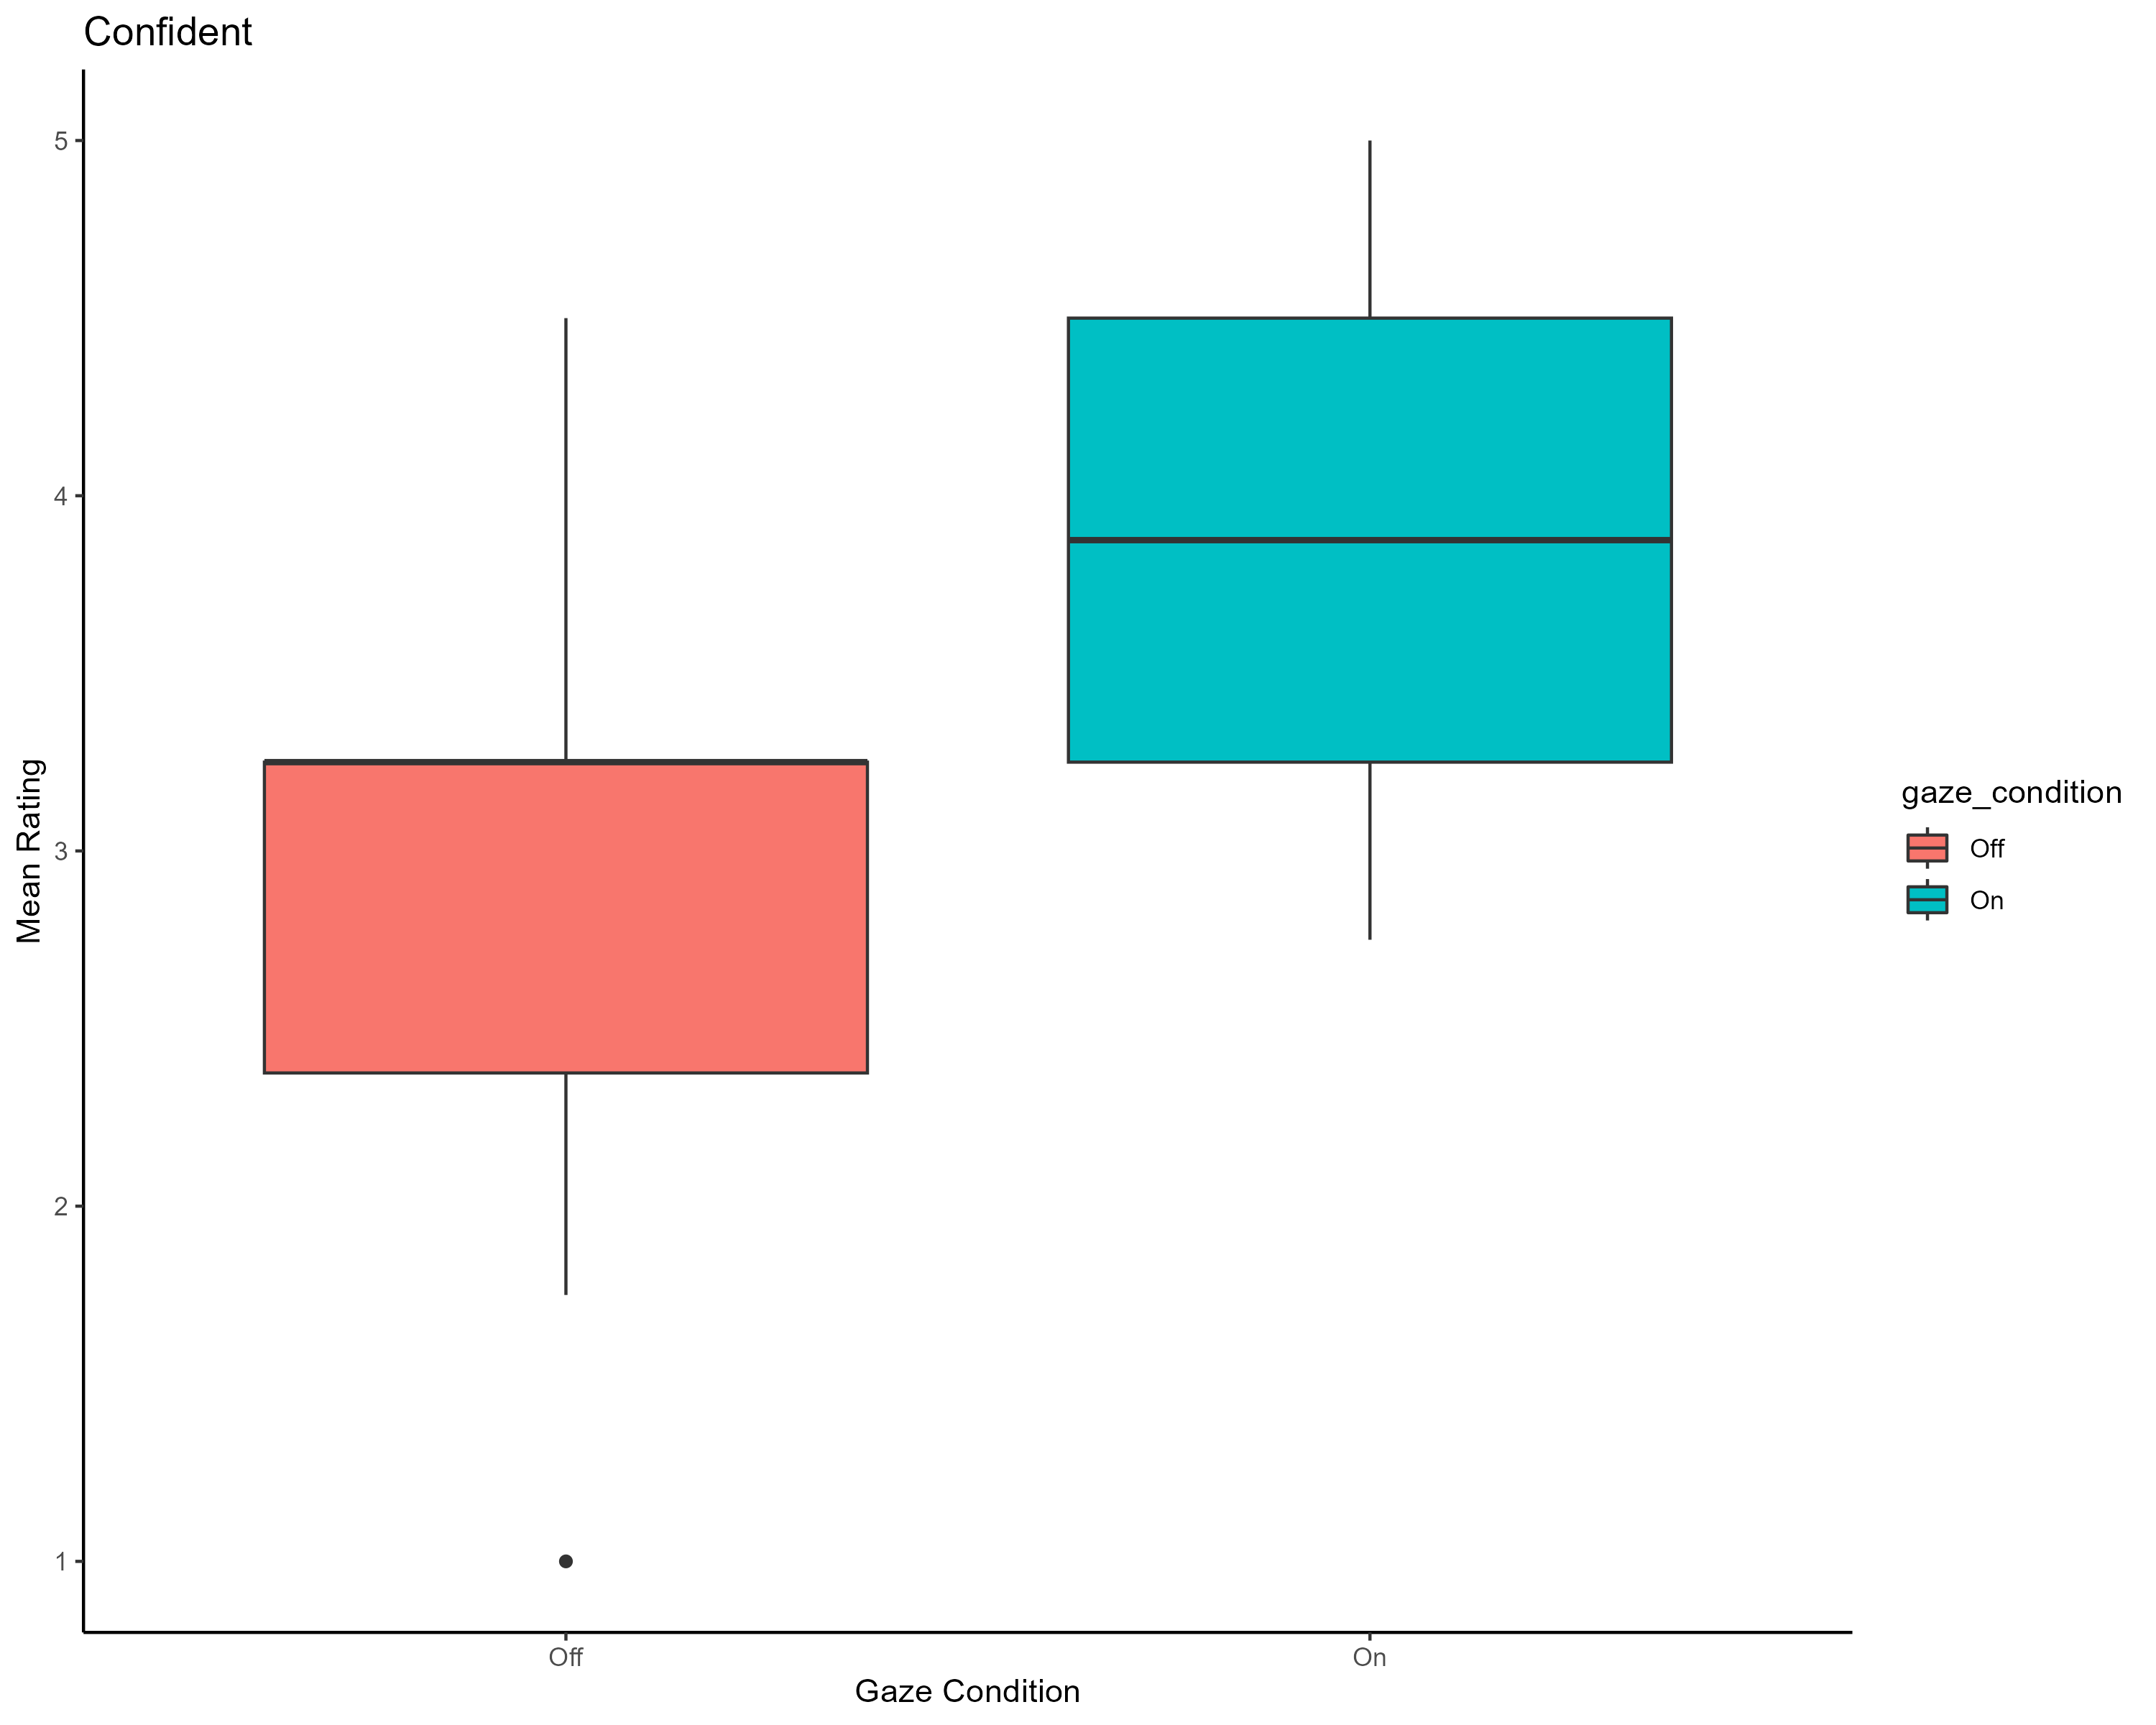 Confident
5
4
3
2
1
Mean Rating
Off
On
Gaze Condition
gaze_condition
Off
On